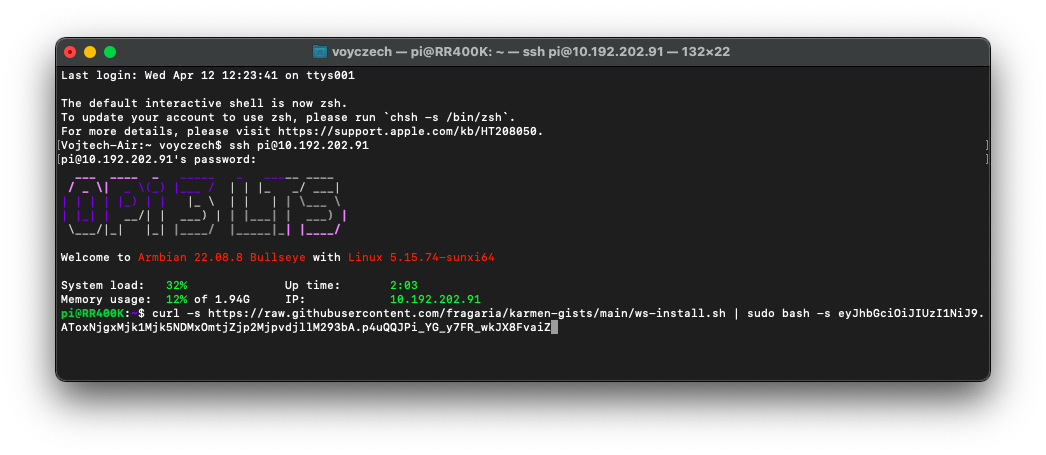 voyczech — pi@RR400K: ~ — ssh pi@10.192.202.91 — 132×22
Last login: Wed Apr 12 12:23:41 on ttys001
The default interactive shell is now zsh.
To update your account to use zsh, please run `chsh -s /bin/zsh`.
For more details, please visit https://support.apple.com/kb/HT208050.
[Vojtech-Air:~ voyczech$ ssh pi@10.192.202.91 ]
[pi@10.192.202.91's password: ]
OPi3 LTS
Welcome to Armbian 22.08.8 Bullseye with Linux 5.15.74-sunxi64
System load: 32% Up time: 2:03
Memory usage: 12% of 1.94G IP: 10.192.202.91
pi@RR400K:~$ curl -s https://raw.githubusercontent.com/fragaria/karmen-gists/main/ws-install.sh | sudo bash -s eyJhbGciOiJIUzI1NiJ9.
AToxNjgxMjk1Mjk5NDMxOmtjZjp2MjpvdjllM293bA.p4uQQJPi_YG_y7FR_wkJX8FvaiZ